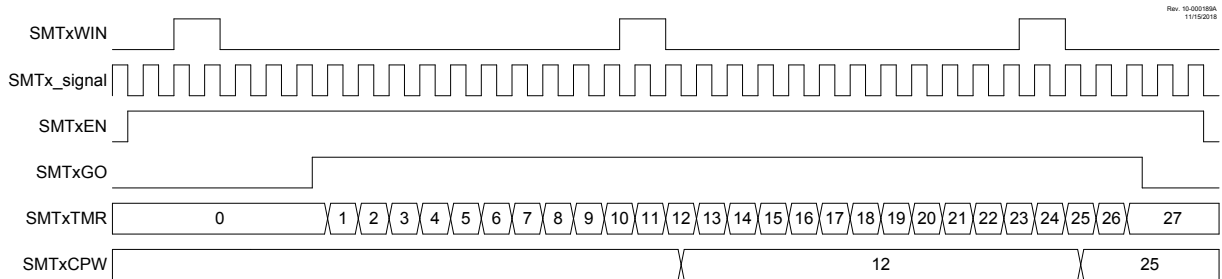 Rev. 10-000189A
11/15/2018
SMTxWIN
SMTx_signal
SMTxEN
SMTxGO
SMTxTMR 0 1 2 3 4 5 6 7 8 9 10 11 12 13 14 15 16 17 18 19 20 21 22 23 24 25 26 27
SMTxCPW 12 25